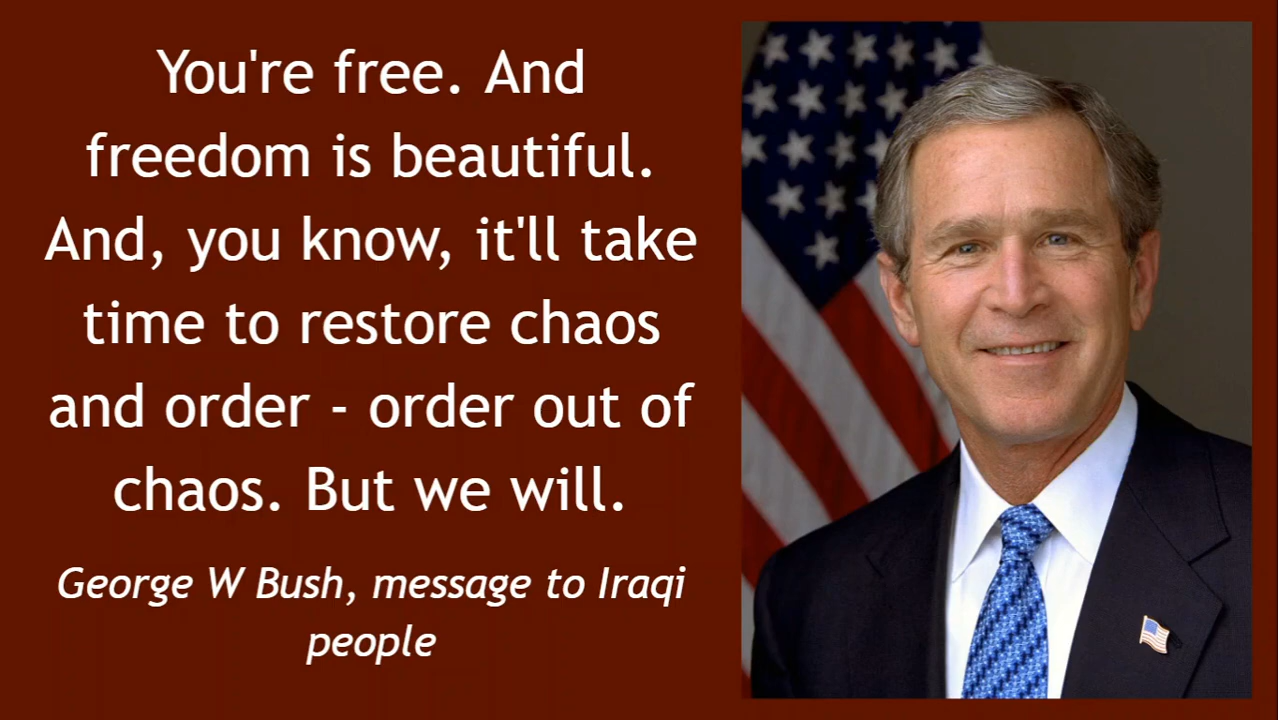 You're free. And
freedom is beautiful.
And, you know, it'll take
time to restore chaos
and order - order out of
chaos. But we will.
George W Bush, message to Iraqi
people